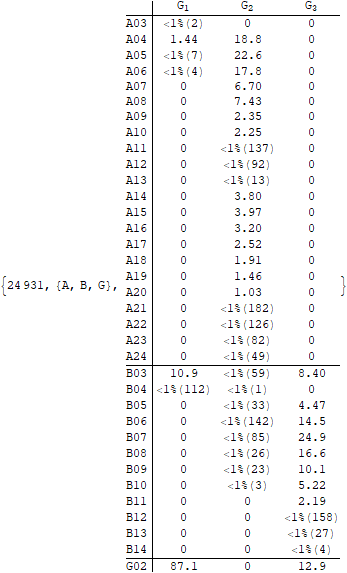 G1 G2 G3
A03 <1%(2) 0 0
A04 1.44 18.8 0
A05 <1%(7) 22.6 0
A06 <1%(4) 17.8 0
A07 0 6.70 0
A08 0 7.43 0
A09 0 2.35 0
A10 0 2.25 0
A11 0 <1%(137) 0
A12 0 <1%(92) 0
A13 0 <1%(13) 0
A14 0 3.80 0
A15 0 3.97 0
A16 0 3.20 0
A17 0 2.52 0
A18 0 1.91 0
A19 0 1.46 0
{24931, {A, B, G}, A20 0 1.03 0 }
A21 0 <1%(182) 0
A22 0 <1%(126) 0
A23 0 <1%(82) 0
A24 0 <1%(49) 0
B03 10.9 <1%(59) 8.40
B04 <1%(112) <1%(1) 0
B05 0 <1%(33) 4.47
B06 0 <1%(142) 14.5
B07 0 <1%(85) 24.9
B08 0 <1%(26) 16.6
B09 0 <1%(23) 10.1
B10 0 <1%(3) 5.22
B11 0 0 2.19
B12 0 0 <1%(158)
B13 0 0 <1%(27)
B14 0 0 <1%(4)
G02 87.1 0 12.9